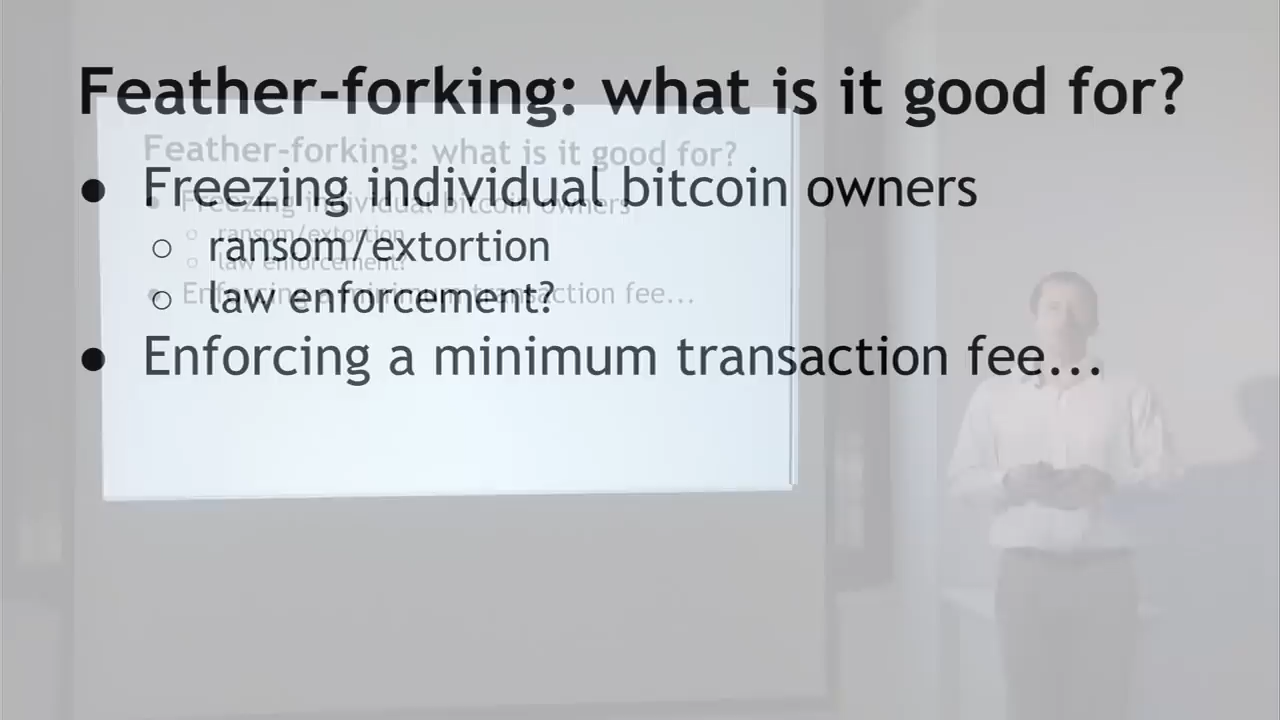 Feather-forking: what is it good for?
● Freezing individual bitcoin owners
○ ransom/extortion
○ law enforcement?
● Enforcing a minimum transaction fee...
Feather-forking: what is it good for?
● Freezing individual bitcoin owners
○ ransom/extortion
○ law enforcement?
● Enforcing a minimum transaction fee...